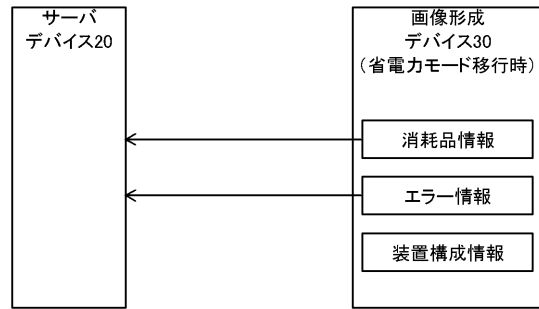 サーバ
デバイス20
画像形成
デバイス30
(省電力モード移行時)
消耗品情報
エラー情報
装置構成情報